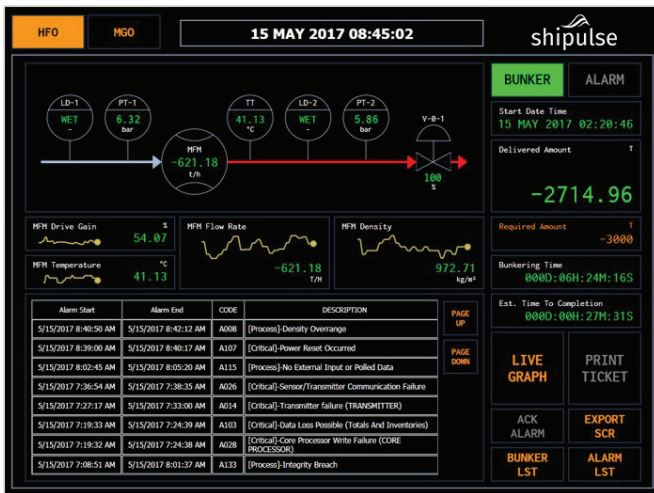 HFO
MGO
15 MAY 2017 08:45:02
shipulse
LD-1
WET
-
PT-1
6.32
bar
MFM
-621.18
t/h
TT
41.13
°C
LD-2
WET
-
PT-2
5.86
bar
V-0-1
100
%
BUNKER
ALARM
Start Date Time
15 MAY 2017 02:20:46
Delivered Amount T
-2714.96
MFM Drive Gain %
54.07
MFM Flow Rate
-621.18
T/H
MFM Density
972.71
kg/m³
MFM Temperature °C
41.13
Required Amount T
-3000
Bunkering Time
000D:06H:24M:16S
Est. Time To Completion
000D:00H:27M:31S
Alarm Start Alarm End CODE DESCRIPTION
5/15/2017 8:40:50 AM 5/15/2017 8:42:12 AM A008 [Process]-Density Overrange
5/15/2017 8:39:00 AM 5/15/2017 8:40:17 AM A107 [Critical]-Power Reset Occurred
5/15/2017 8:02:45 AM 5/15/2017 8:05:20 AM A115 [Process]-No External Input or Polled Data
5/15/2017 7:36:54 AM 5/15/2017 7:38:35 AM A026 [Critical]-Sensor/Transmitter Communication Failure
5/15/2017 7:27:17 AM 5/15/2017 7:33:00 AM A014 [Critical]-Transmitter failure (TRANSMITTER)
5/15/2017 7:19:33 AM 5/15/2017 7:24:39 AM A103 [Critical]-Data Loss Possible (Totals And Inventories)
5/15/2017 7:19:32 AM 5/15/2017 7:24:38 AM A028 [Critical]-Core Processor Write Failure (CORE
PROCESSOR)
5/15/2017 7:08:51 AM 5/15/2017 8:01:37 AM A133 [Process]-Integrity Breach
PAGE
UP
PAGE
DOWN
LIVE
GRAPH
PRINT
TICKET
ACK
ALARM
EXPORT
SCR
BUNKER
LST
ALARM
LST